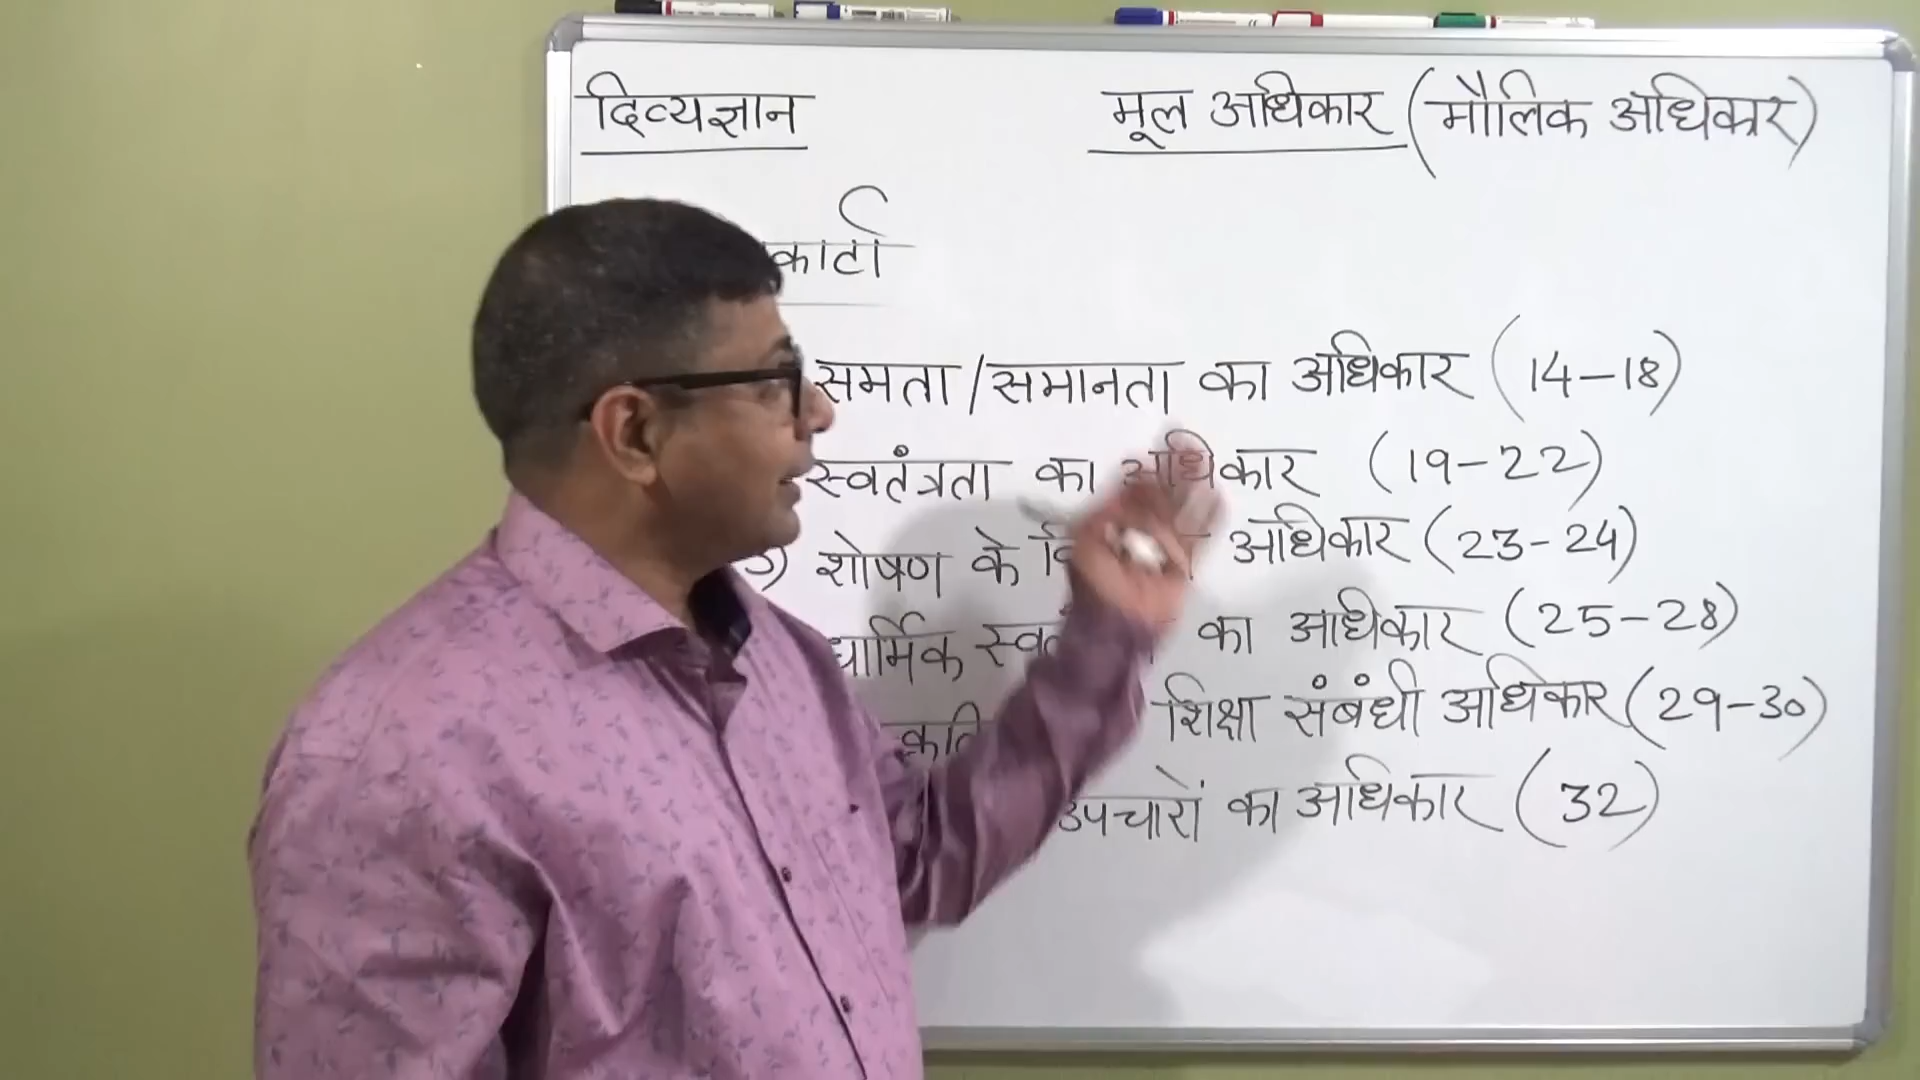 दिव्यज्ञान
मूल अधिकार (मौलिक अधिकार)
कार्टा
समता/समानता का अधिकार (14-18)
स्वतंत्रता का अधिकार (19-22)
शोषण के अधिकार (23-24)
धार्मिक का अधिकार (25-28)
शिक्षा संबंधी अधिकार (29-30)
उपचारों का अधिकार (32)